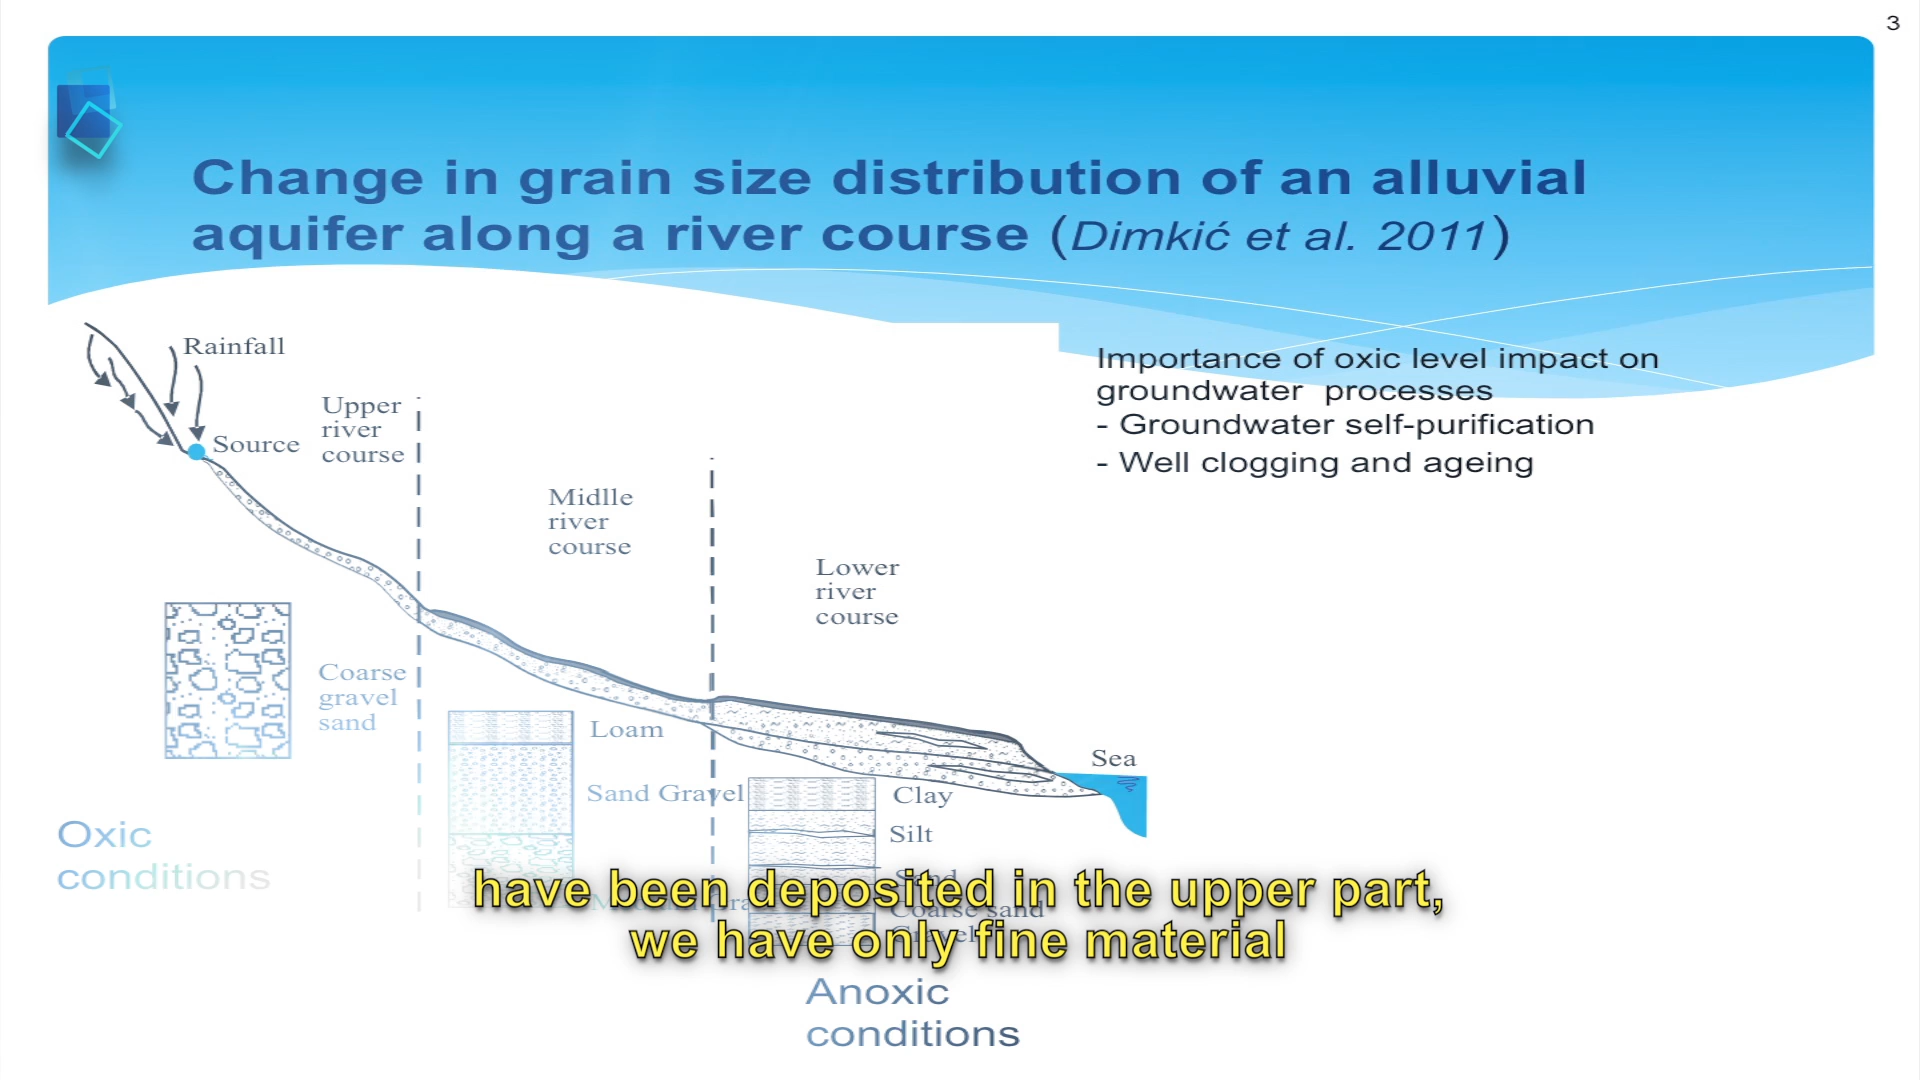 3
Change in grain size distribution of an alluvial
aquifer along a river course (Dimkić et al. 2011)
Rainfall
Source
Upper
river
course
Midlle
river
course
Lower
river
course
Importance of oxic level impact on
groundwater processes
- Groundwater self-purification
- Well clogging and ageing
Coarse
gravel
sand
Loam
Sand Gravel
Sea
Clay
Silt
Sand
Coarse sand
Gravel
Oxic
conditions
have been deposited in the upper part,
we have only fine material
Anoxic
conditions